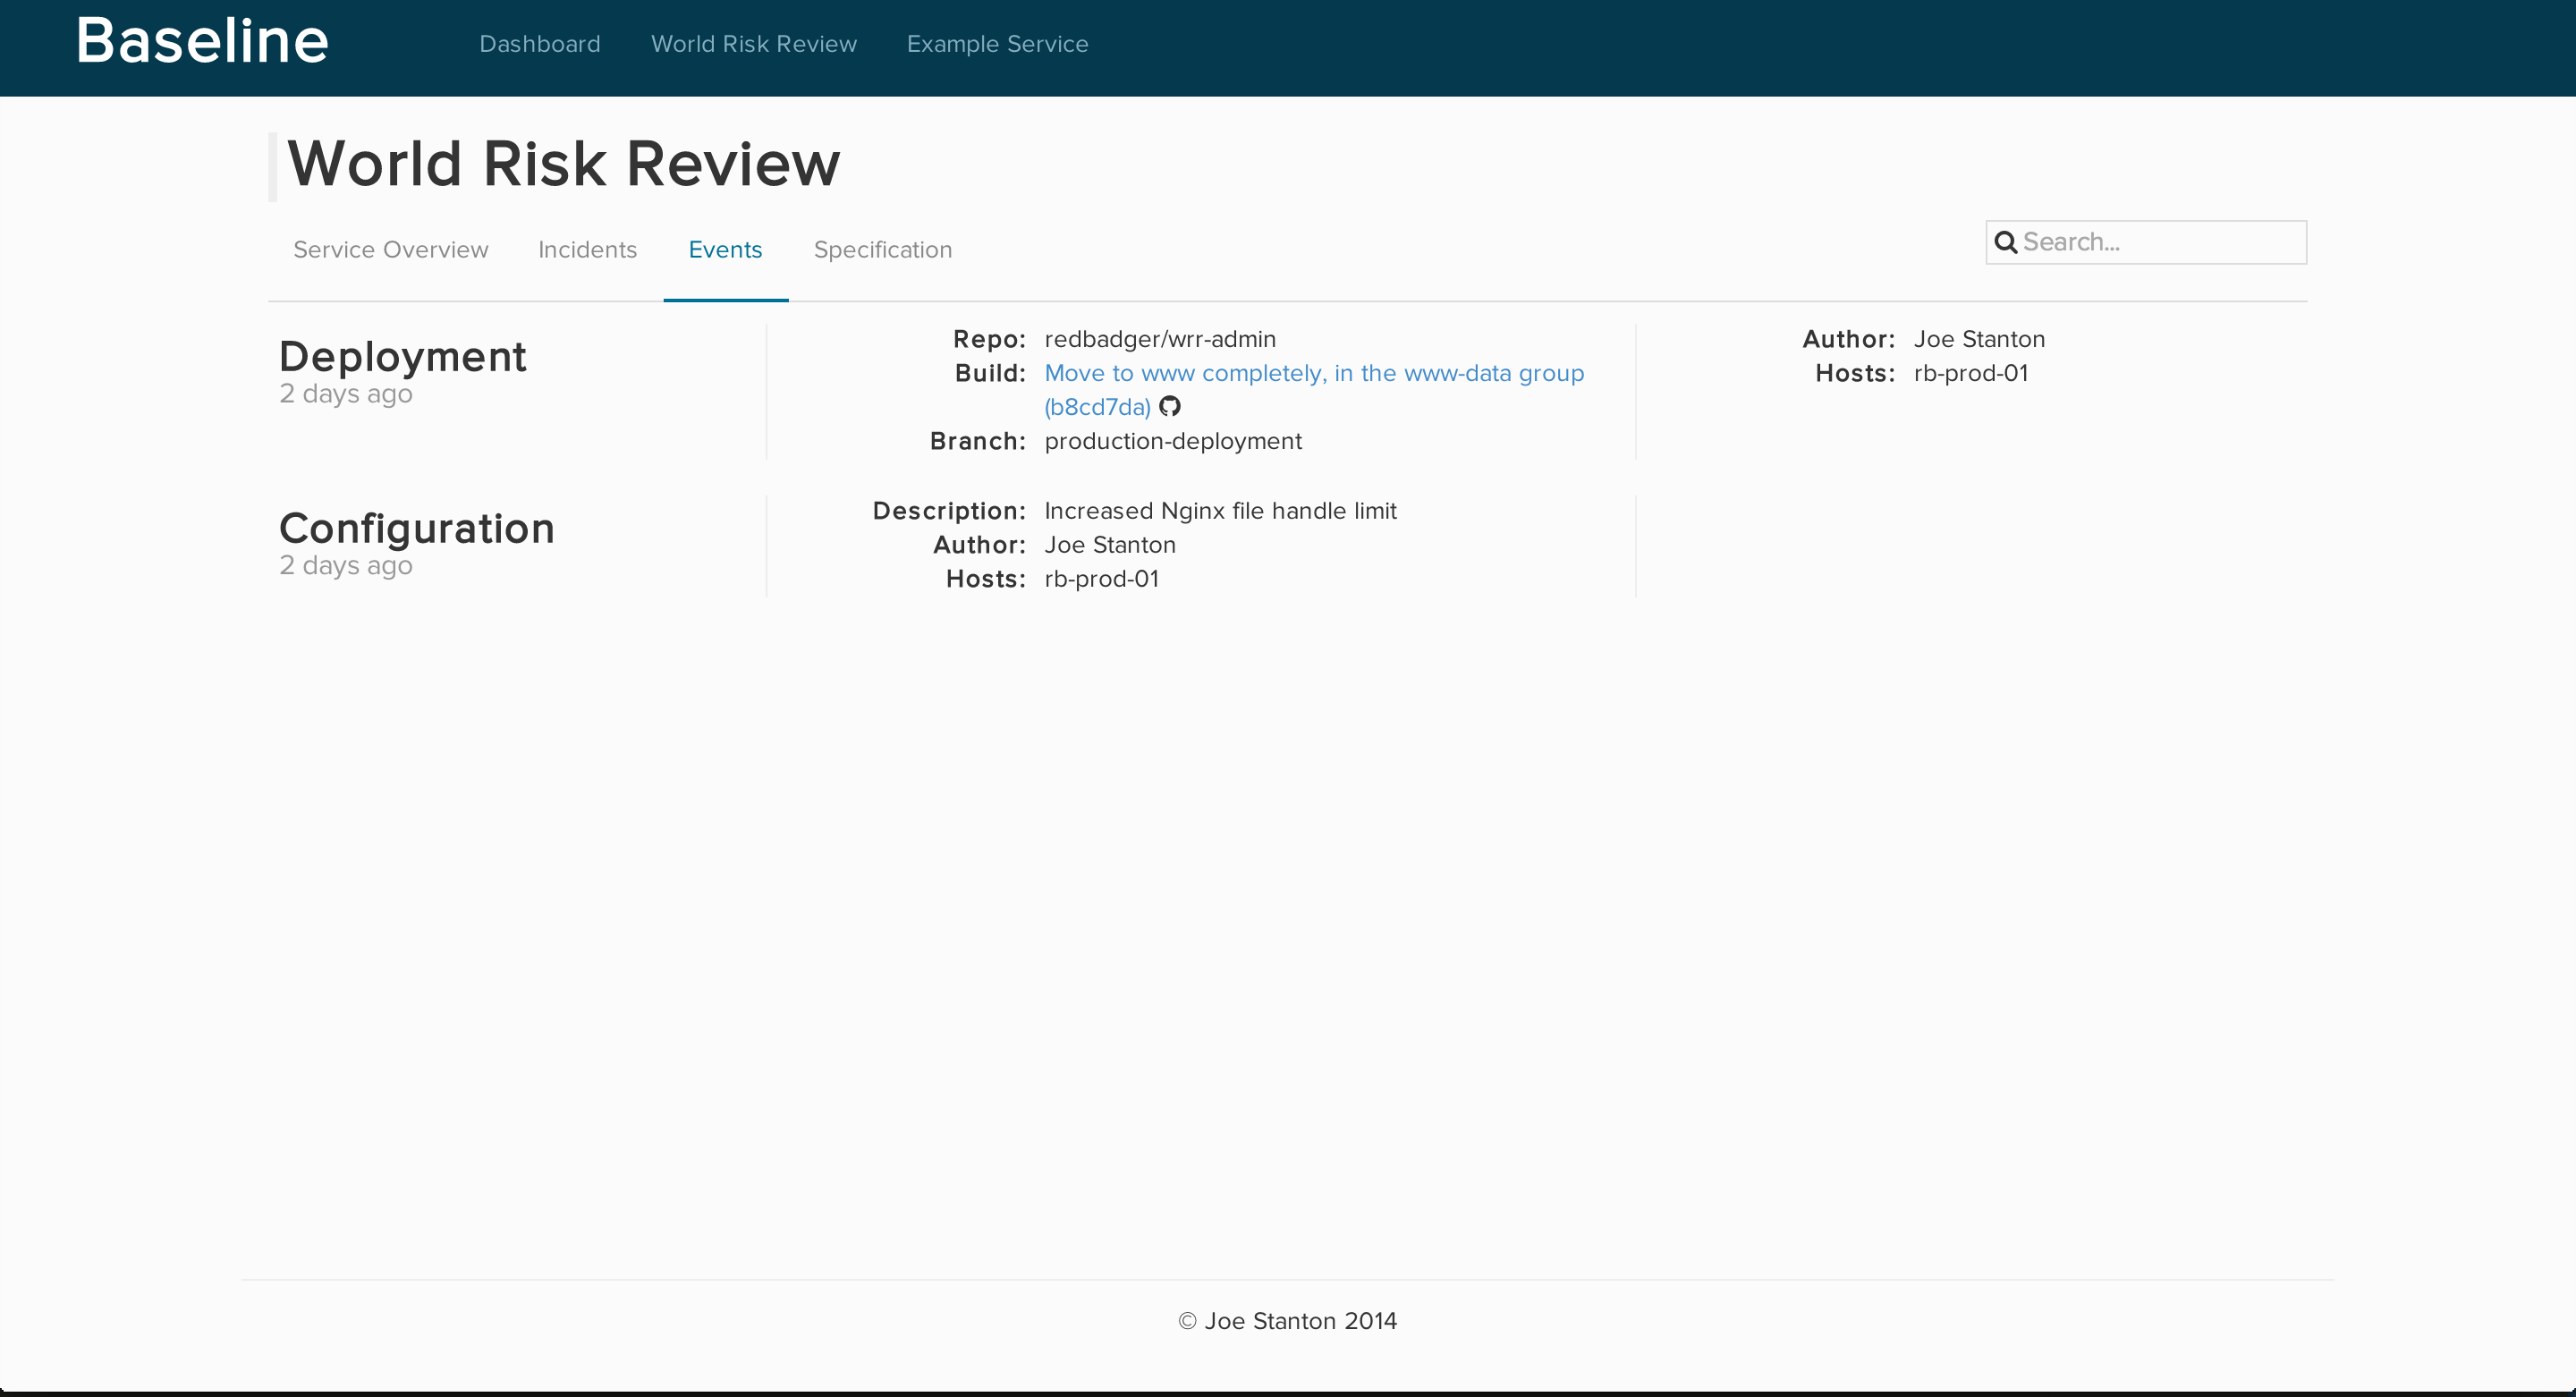 Baseline
Dashboard World Risk Review Example Service
World Risk Review
Service Overview Incidents Events Specification
Search...
Deployment
2 days ago
Repo: redbadger/wrr-admin
Build: Move to www completely, in the www-data group
(b8cd7da)
Branch: production-deployment
Author: Joe Stanton
Hosts: rb-prod-01
Configuration
2 days ago
Description: Increased Nginx file handle limit
Author: Joe Stanton
Hosts: rb-prod-01
© Joe Stanton 2014